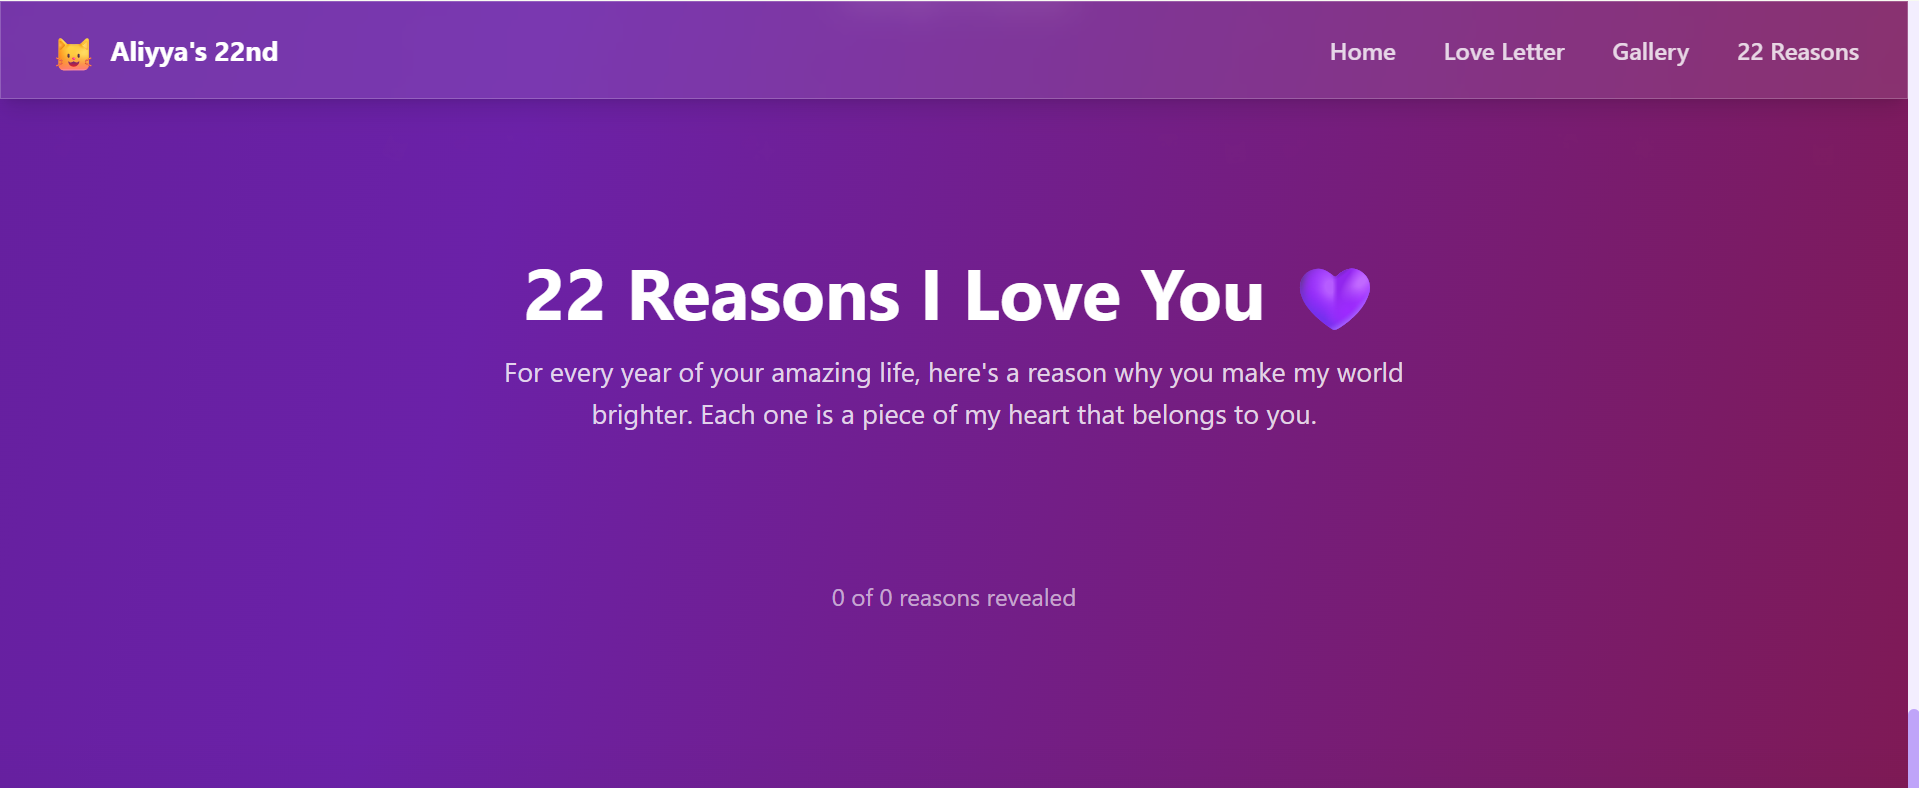 Aliyya's 22nd
Home
Love Letter
Gallery
22 Reasons
22 Reasons I Love You 💜
For every year of your amazing life, here's a reason why you make my world
brighter. Each one is a piece of my heart that belongs to you.
0 of 0 reasons revealed